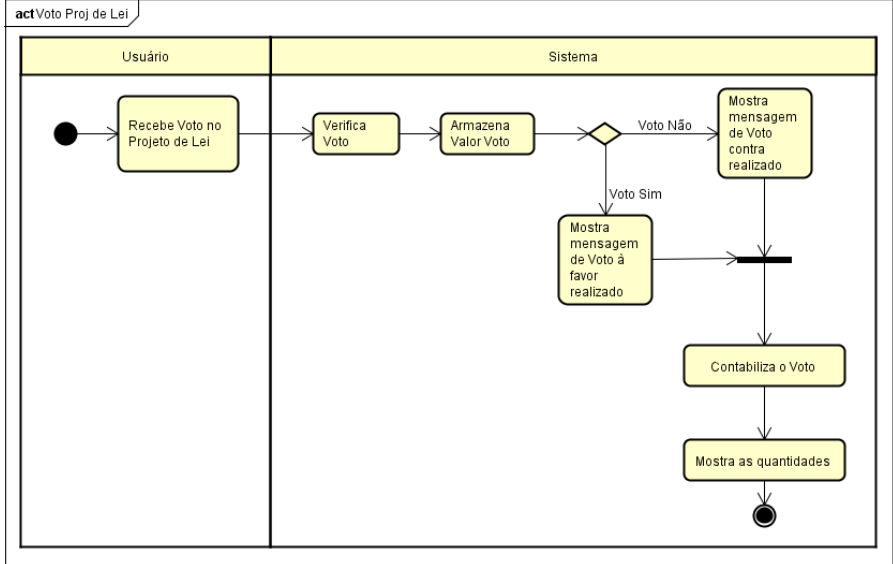 act Voto Proj de Lei
Usuário
Sistema
Recebe Voto no
Projeto de Lei
Verifica
Voto
Armazena
Valor Voto
Voto Não
Mostra
mensagem
de Voto
contra
realizado
Voto Sim
Mostra
mensagem
de Voto à
favor
realizado
Contabiliza o Voto
Mostra as quantidades